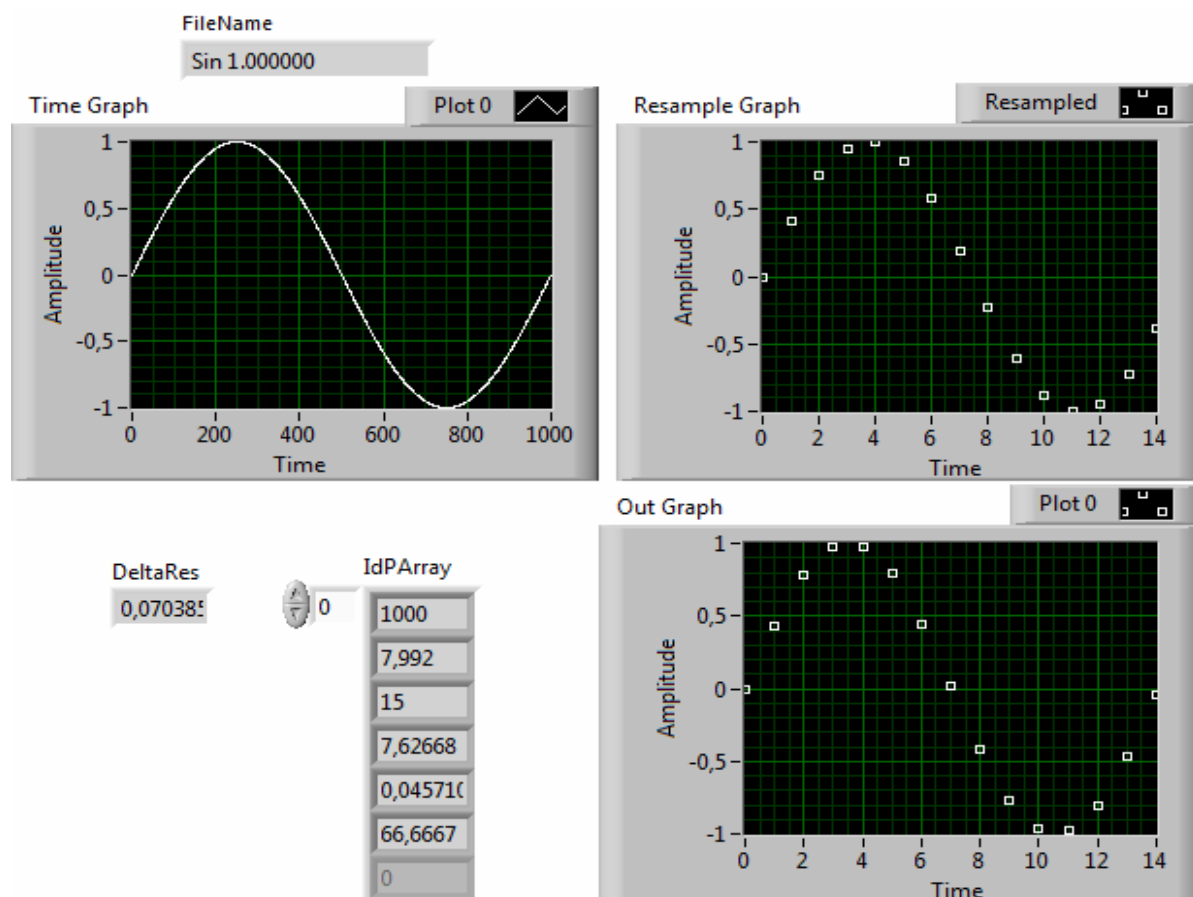 FileName
Sin 1.000000
Time Graph
Plot 0
1
0,5
0
-0,5
-1
Amplitude
0 200 400 600 800 1000
Time
Resample Graph
Resampled
1
0,5
0
-0,5
-1
Amplitude
0 2 4 6 8 10 12 14
Time
DeltaRes
0,070385
IdPArray
0
1000
7,992
15
7,62668
0,045710
66,6667
0
Out Graph
Plot 0
1
0,5
0
-0,5
-1
Amplitude
0 2 4 6 8 10 12 14
Time